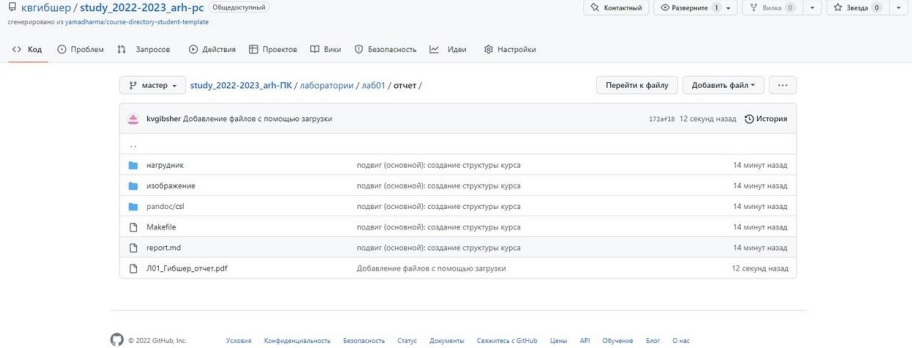 квгибшер / study_2022-2023_arh-pc Общедоступный
Контактный Разверните 1 Вилка 0 Звезда 0
сгенерировано из yamadharma/course-directory-student-template
Код Проблем Запросов Действия Проектов Вики Безопасность Идеи Настройки
мастер study_2022-2023_arh-ПК / лаборатории / лаб01 / отчет / Перейти к файлу Добавить файл ...
kvgibsher Добавление файлов с помощью загрузки 172af18 12 секунд назад История
..
нагрудник подвиг (основной): создание структуры курса 14 минут назад
изображение подвиг (основной): создание структуры курса 14 минут назад
pandoc/csl подвиг (основной): создание структуры курса 14 минут назад
Makefile подвиг (основной): создание структуры курса 14 минут назад
report.md подвиг (основной): создание структуры курса 14 минут назад
Л01_Гибшер_отчет.pdf Добавление файлов с помощью загрузки 12 секунд назад
© 2022 GitHub, Inc. Условия Конфиденциальность Безопасность Статус Документы Свяжитесь с GitHub Цены API Обучение Блог О нас